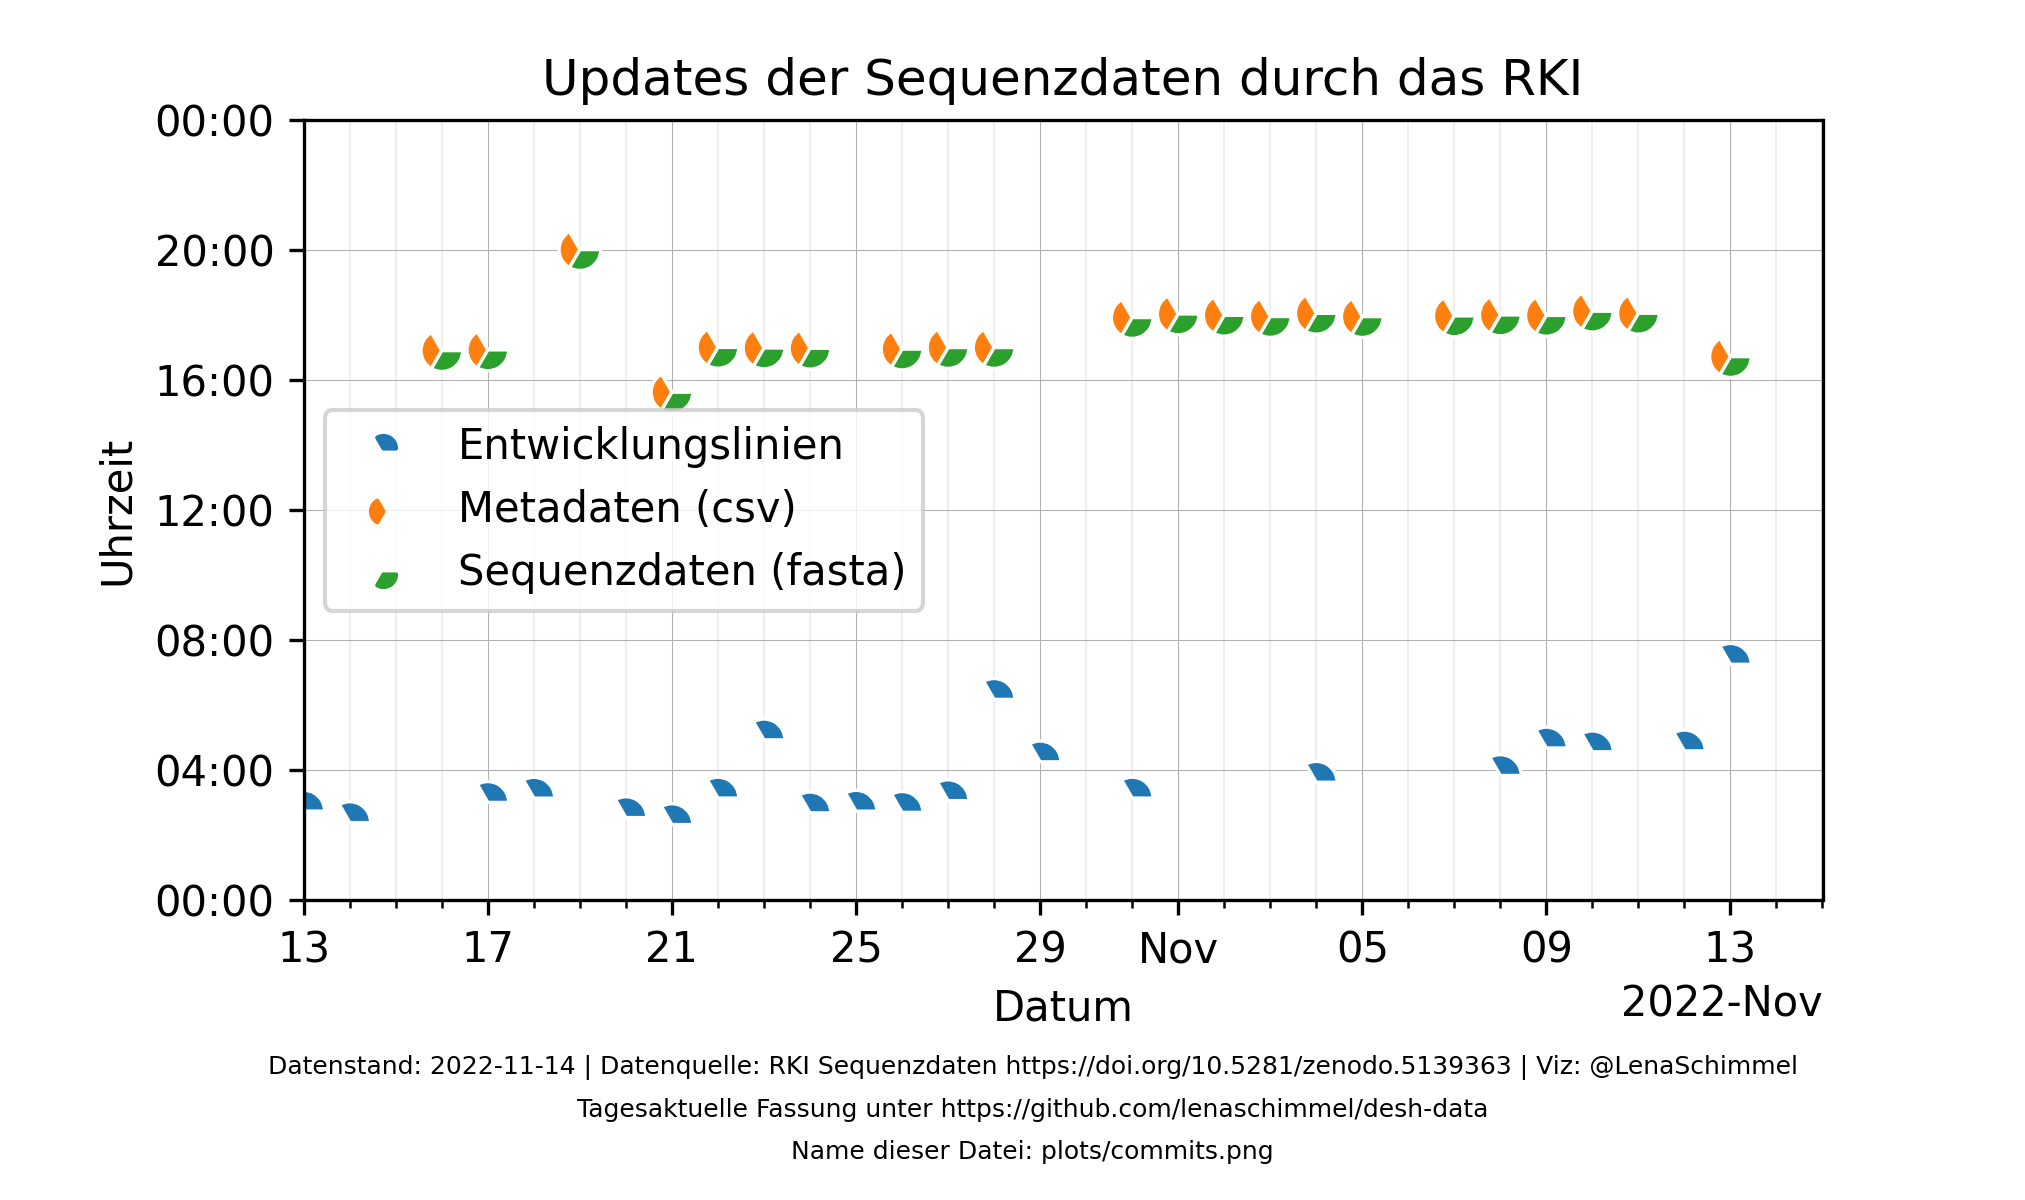 Updates der Sequenzdaten durch das RKI
00:00
20:00
16:00
12:00
08:00
04:00
00:00
Uhrzeit
Entwicklungslinien
Metadaten (csv)
Sequenzdaten (fasta)
13 17 21 25 29 Nov 05 09 13
Datum
2022-Nov
Datenstand: 2022-11-14 | Datenquelle: RKI Sequenzdaten https://doi.org/10.5281/zenodo.5139363 | Viz: @LenaSchimmel
Tagesaktuelle Fassung unter https://github.com/lenaschimmel/desh-data
Name dieser Datei: plots/commits.png